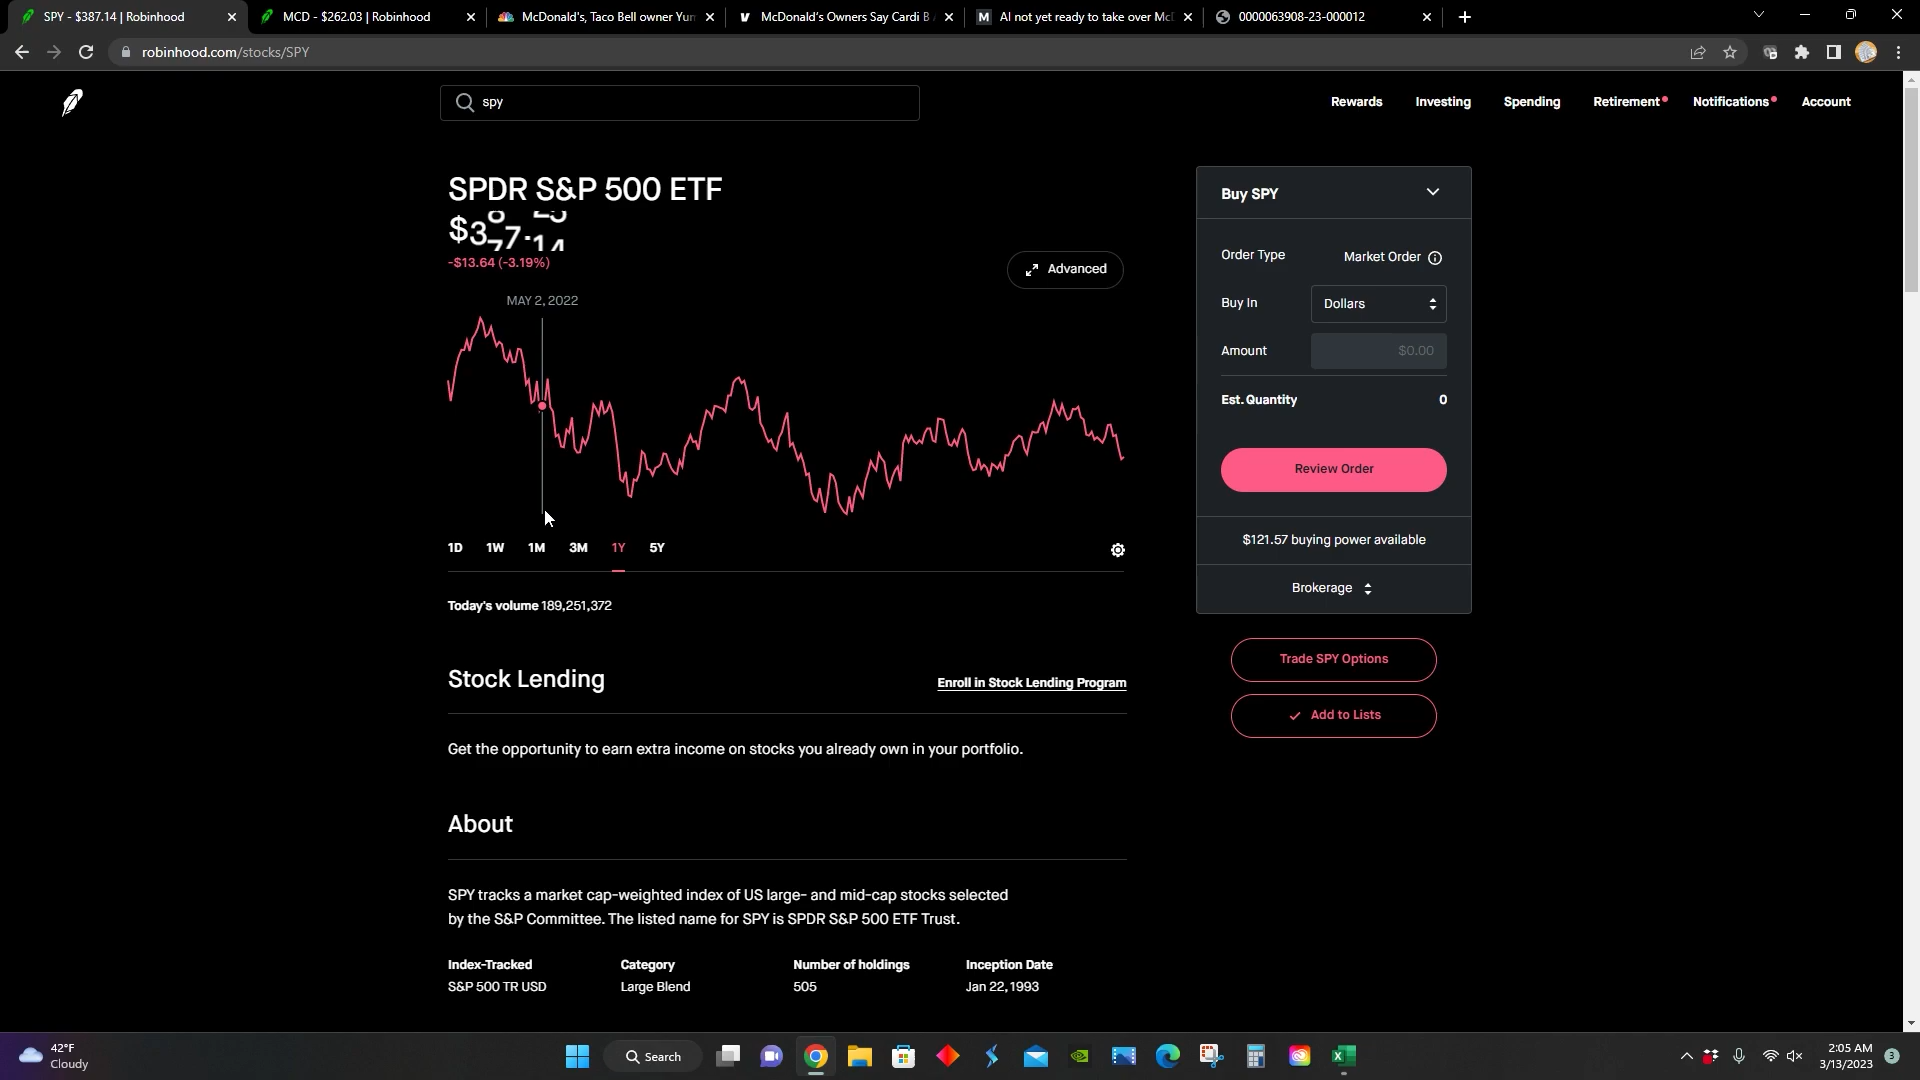 SPY - $387.14 | Robinhood
MCD - $262.03 | Robinhood
McDonald's, Taco Bell owner Yum
McDonald's Owners Say Cardi B
AI not yet ready to take over McD
0000063908-23-000012
robinhood.com/stocks/SPY
spy
Rewards
Investing
Spending
Retirement
Notifications
Account
SPDR S&P 500 ETF
-$13.64 (-3.19%)
Advanced
MAY 2, 2022
1D
1W
1M
3M
1Y
5Y
Today's volume 189,251,372
Stock Lending
Enroll in Stock Lending Program
Get the opportunity to earn extra income on stocks you already own in your portfolio.
About
SPY tracks a market cap-weighted index of US large- and mid-cap stocks selected
by the S&P Committee. The listed name for SPY is SPDR S&P 500 ETF Trust.
Index-Tracked
S&P 500 TR USD
Category
Large Blend
Number of holdings
505
Inception Date
Jan 22, 1993
Buy SPY
Order Type
Market Order
Buy In
Dollars
Amount
$0.00
Est. Quantity
0
Review Order
$121.57 buying power available
Brokerage
Trade SPY Options
Add to Lists
42°F
Cloudy
Search
2:05 AM
3/13/2023
3